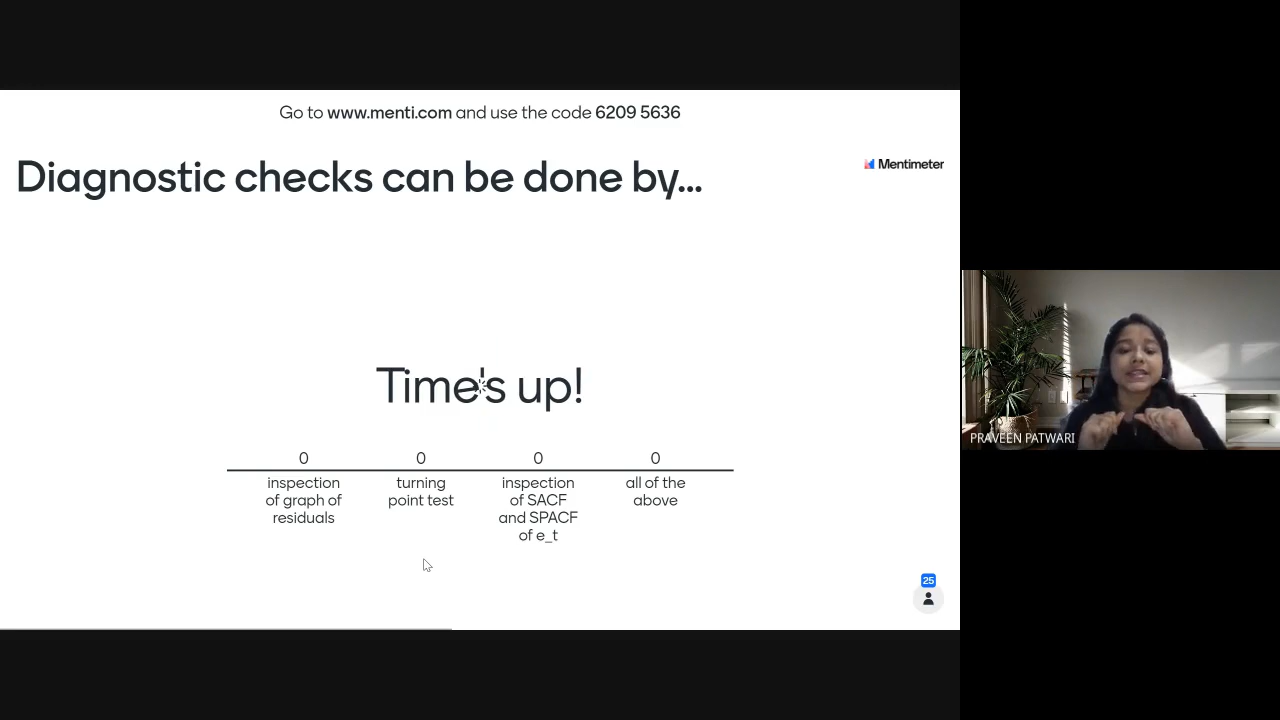 Go to www.menti.com and use the code 6209 5636
Diagnostic checks can be done by...
Mentimeter
Time's up!
0 0 0 0
inspection turning inspection all of the
of graph of point test of SACF above
residuals and SPACF
of e_t
25
PRAVEEN PATWARI